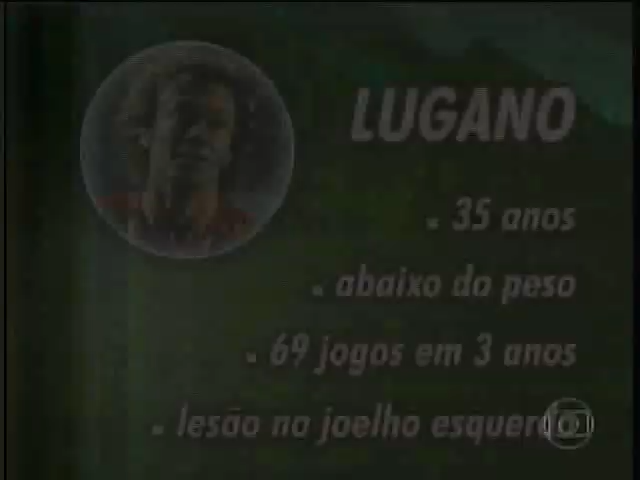 LUGANO
. 35 anos
. abaixo do peso
. 69 jogos em 3 anos
. lesão no joelho esquerdo